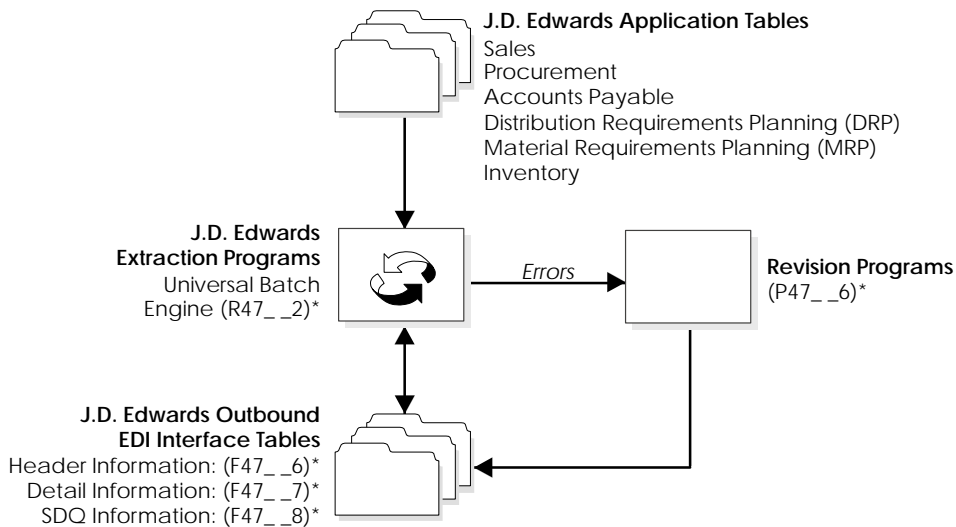 J.D. Edwards Application Tables
Sales
Procurement
Accounts Payable
Distribution Requirements Planning (DRP)
Material Requirements Planning (MRP)
Inventory
J.D. Edwards
Extraction Programs
Universal Batch
Engine (R47_ _2)*
Errors
Revision Programs
(P47_ _6)*
J.D. Edwards Outbound
EDI Interface Tables
Header Information: (F47_ _6)*
Detail Information: (F47_ _7)*
SDQ Information: (F47_ _8)*